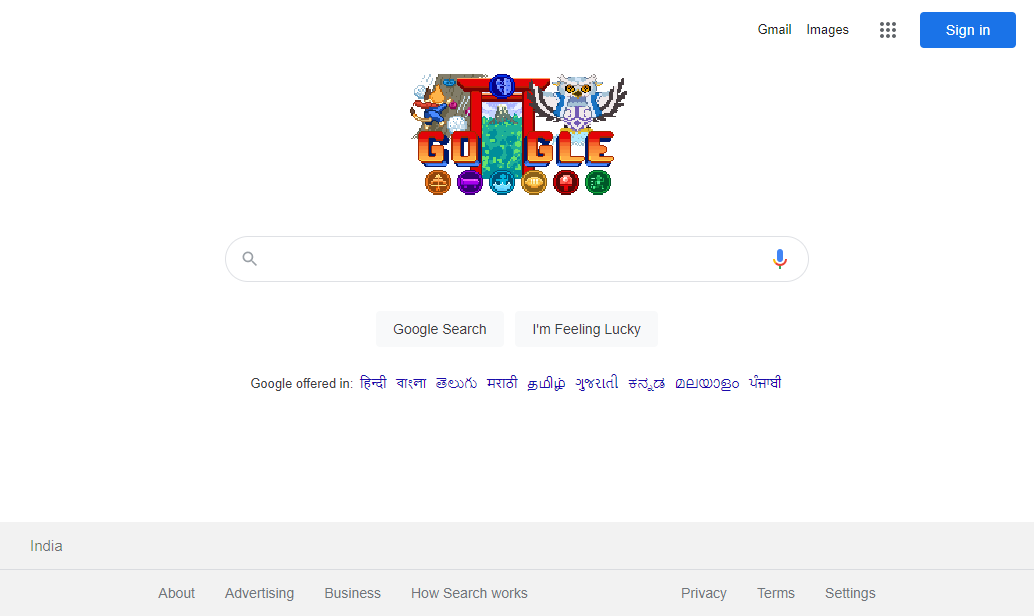 Gmail Images Sign in
GOOGLE
Google Search I'm Feeling Lucky
Google offered in: हिन्दी বাংলা తెలుగు मराठी தமிழ் ગુજરાતી ಕನ್ನಡ മലയാളം ਪੰਜਾਬੀ
India
About Advertising Business How Search works Privacy Terms Settings